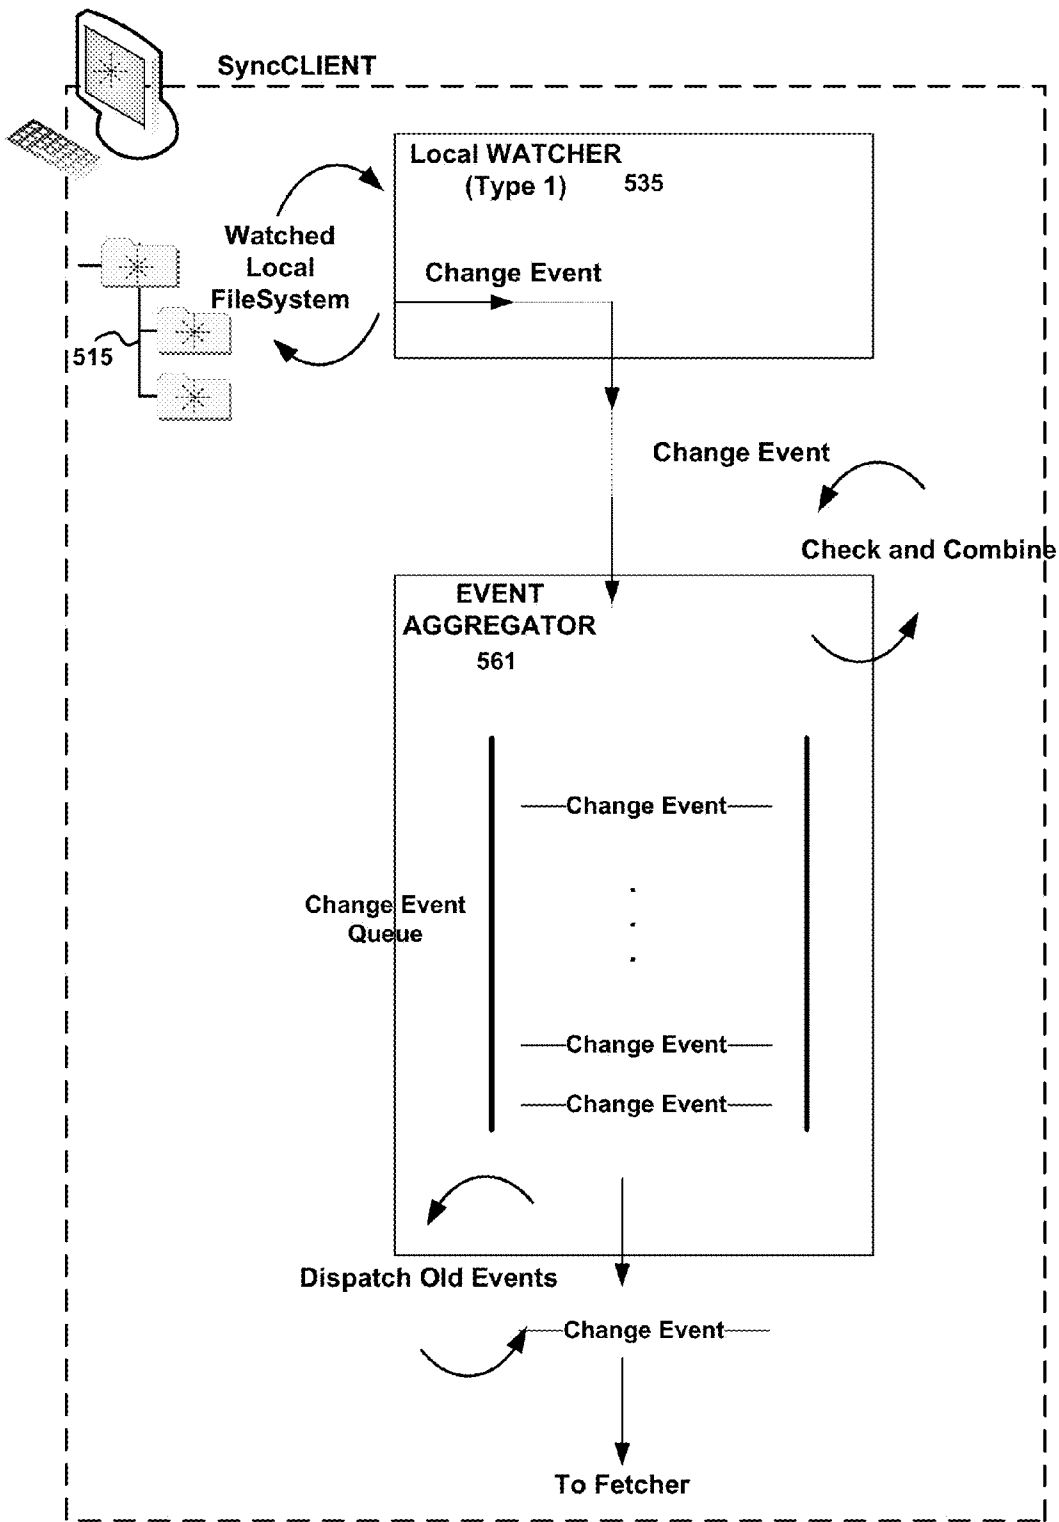 SyncCLIENT
Local WATCHER
(Type 1)
535
Watched
Local
FileSystem
Change Event
515
Change Event
Check and Combine
EVENT
AGGREGATOR
561
Change Event
Change Event
Queue
Change Event
Change Event
Dispatch Old Events
Change Event
To Fetcher